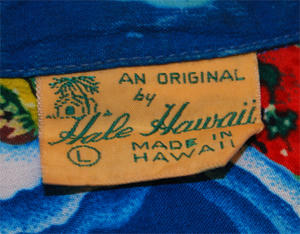 AN ORIGINAL
by
Hale Hawaii
L MADE IN
HAWAII